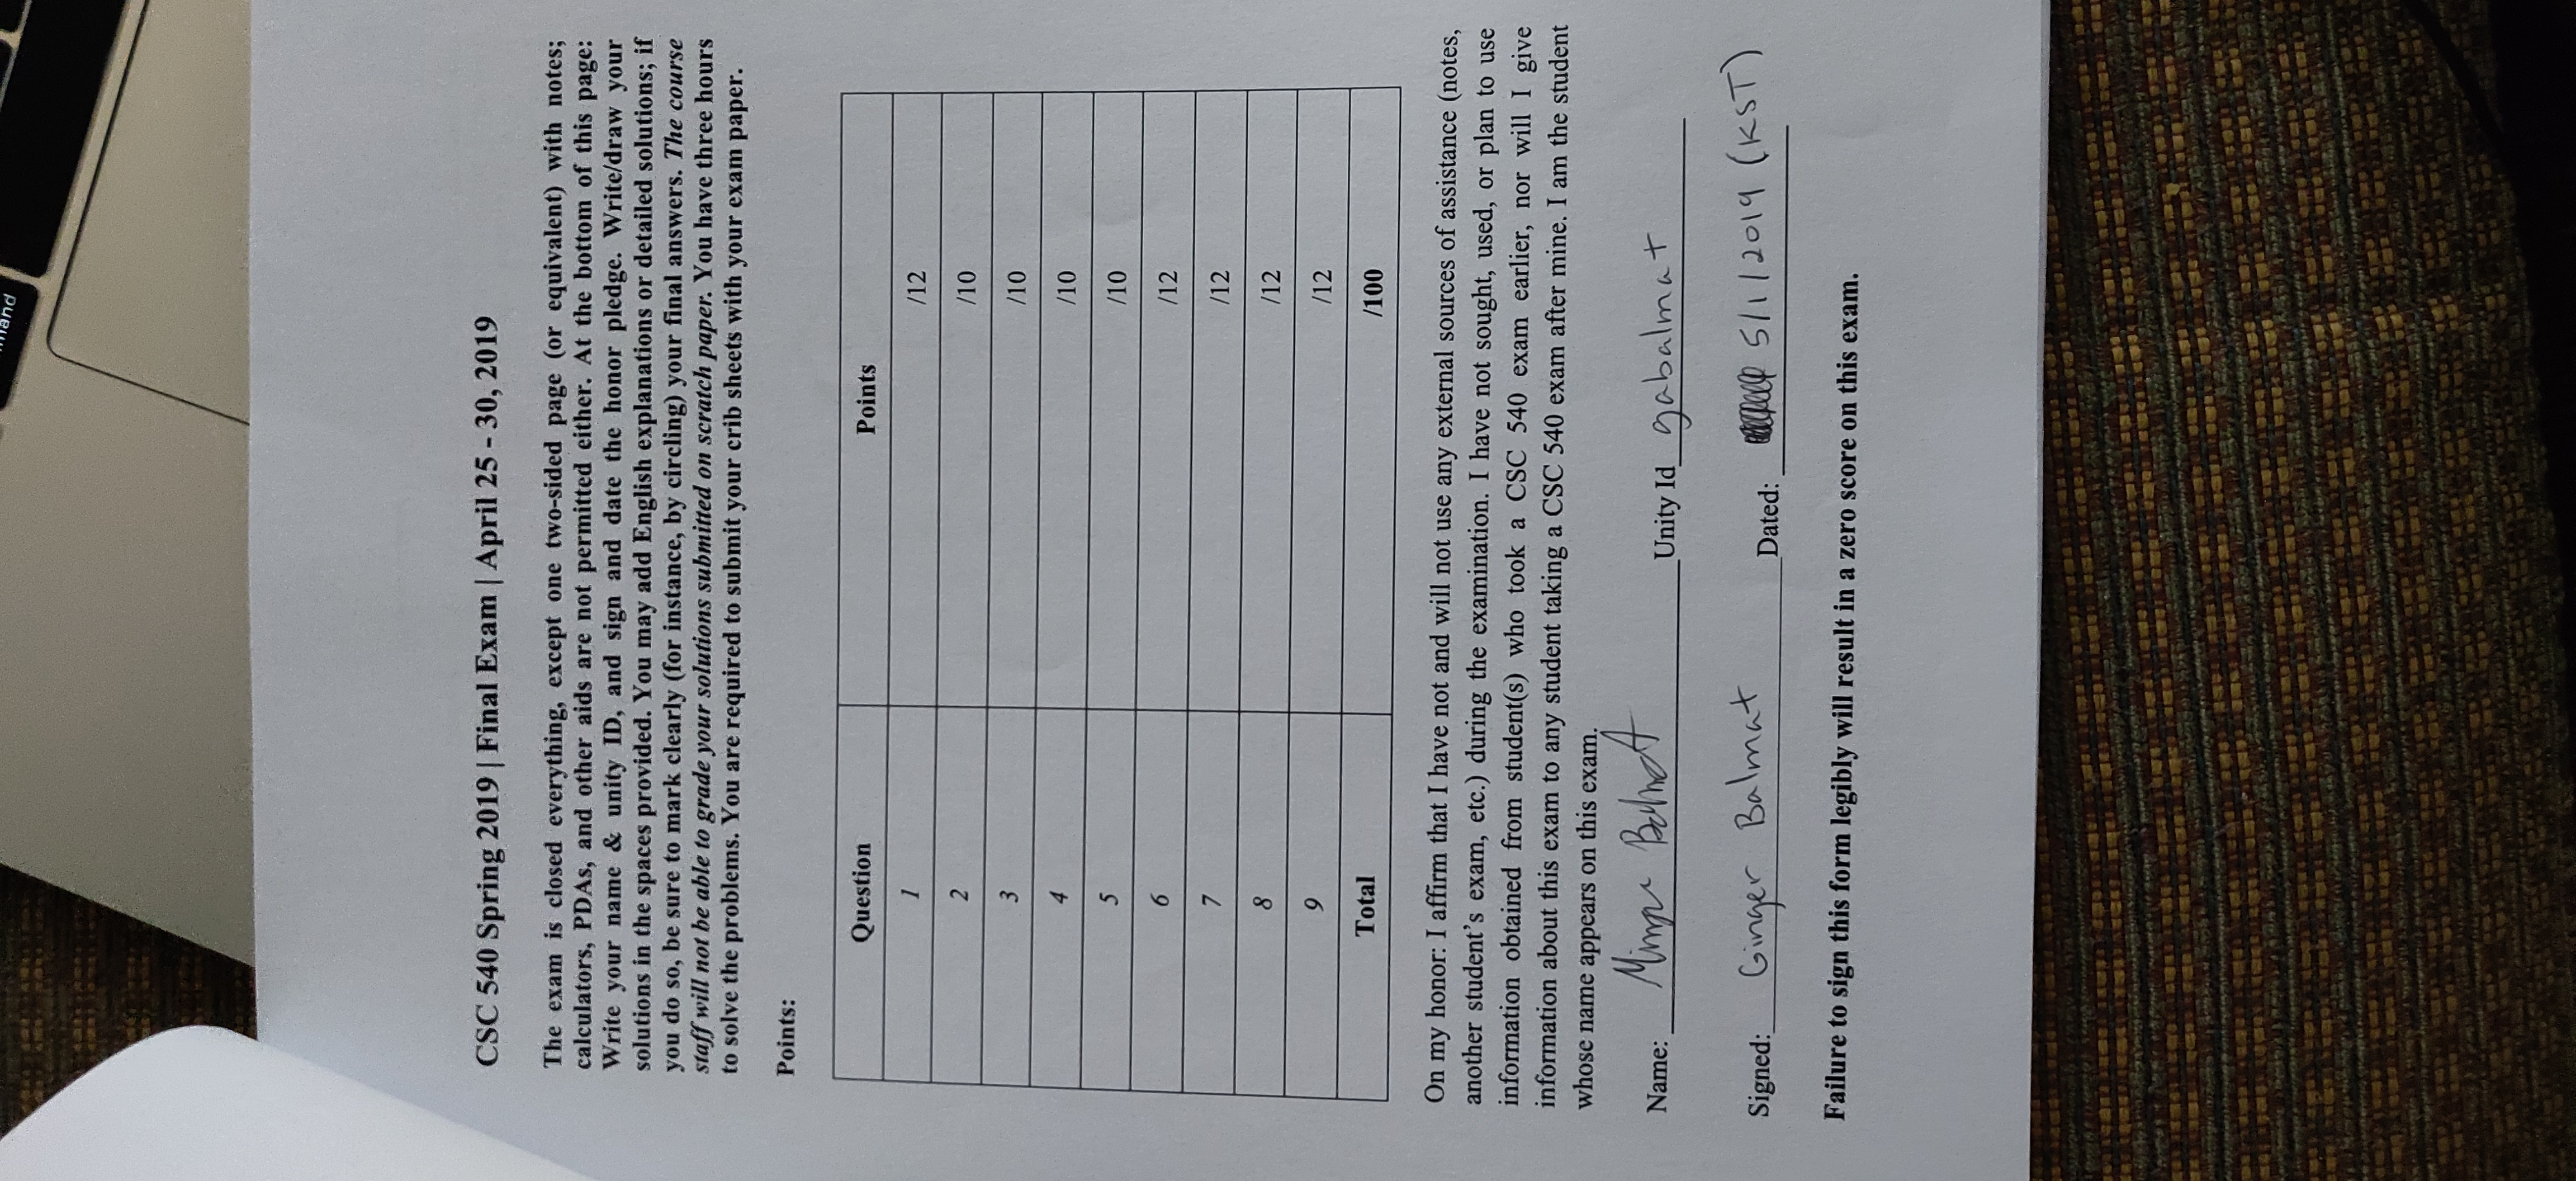 CSC 540 Spring 2019 | Final Exam | April 25 - 30, 2019
The exam is closed everything, except one two-sided page (or equivalent) with notes;
calculators, PDAs, and other aids are not permitted either. At the bottom of this page:
Write your name & unity ID, and sign and date the honor pledge. Write/draw your
solutions in the spaces provided. You may add English explanations or detailed solutions; if
you do so, be sure to mark clearly (for instance, by circling) your final answers. The course
staff will not be able to grade your solutions submitted on scratch paper. You have three hours
to solve the problems. You are required to submit your crib sheets with your exam paper.
Points:
Question Points
1 /12
2 /10
3 /10
4 /10
5 /10
6 /12
7 /12
8 /12
9 /12
Total /100
On my honor: I affirm that I have not and will not use any external sources of assistance (notes,
another student's exam, etc.) during the examination. I have not sought, used, or plan to use
information obtained from student(s) who took a CSC 540 exam earlier, nor will I give
information about this exam to any student taking a CSC 540 exam after mine. I am the student
whose name appears on this exam.
Name: Balmat Unity Id gabalmat
Signed: Ginger Balmat Dated: 5/1/2019 (KST)
Failure to sign this form legibly will result in a zero score on this exam.